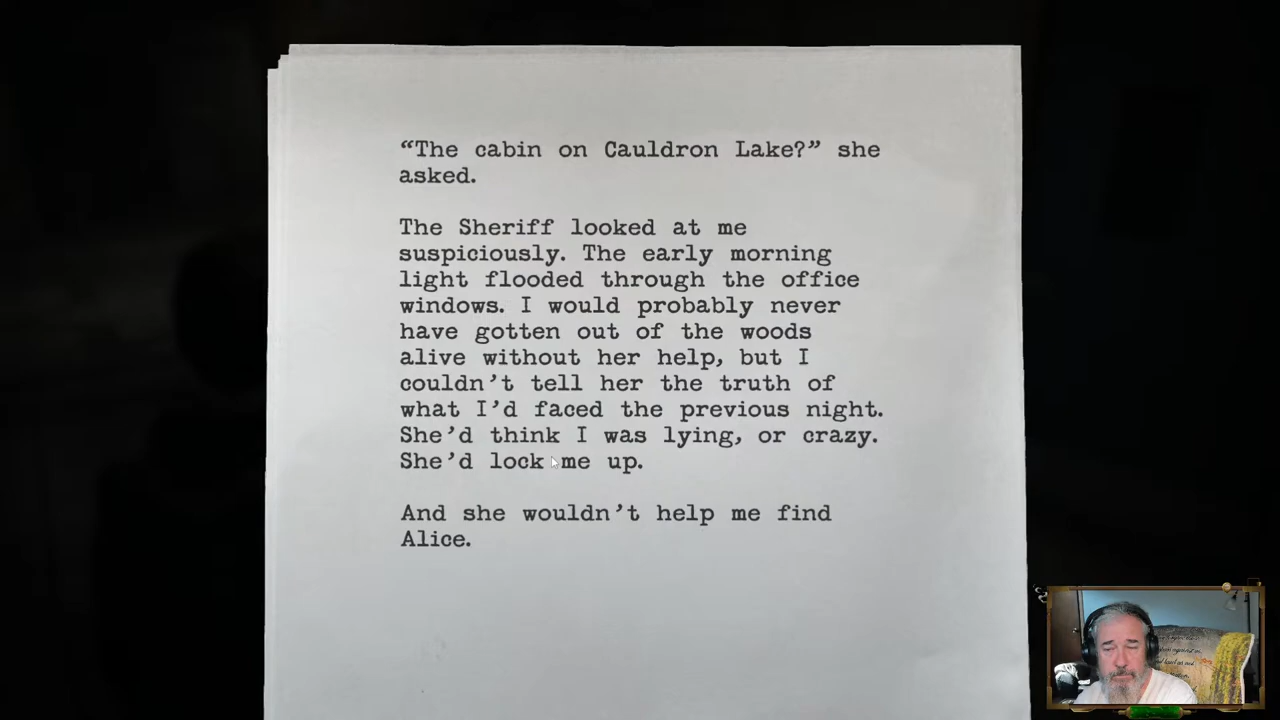 “The cabin on Cauldron Lake?” she
asked.
The Sheriff looked at me
suspiciously. The early morning
light flooded through the office
windows. I would probably never
have gotten out of the woods
alive without her help, but I
couldn’t tell her the truth of
what I’d faced the previous night.
She’d think I was lying, or crazy.
She’d lock me up.
And she wouldn’t help me find
Alice.